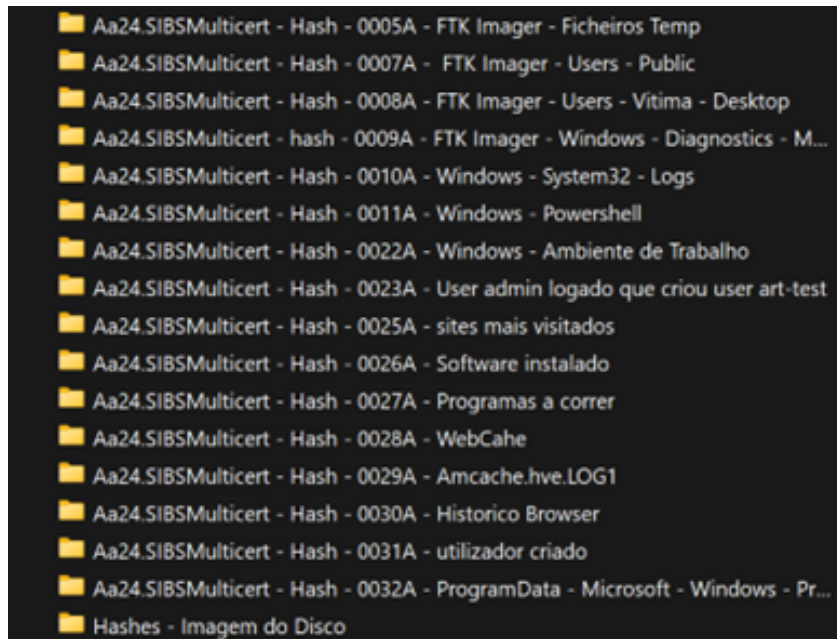 Aa24.SIBSMulticert - Hash - 0005A - FTK Imager - Ficheiros Temp
Aa24.SIBSMulticert - Hash - 0007A -  FTK Imager - Users - Public
Aa24.SIBSMulticert - Hash - 0008A - FTK Imager - Users - Vitima - Desktop
Aa24.SIBSMulticert - hash - 0009A - FTK Imager - Windows - Diagnostics - M...
Aa24.SIBSMulticert - Hash - 0010A - Windows - System32 - Logs
Aa24.SIBSMulticert - Hash - 0011A - Windows - Powershell
Aa24.SIBSMulticert - Hash - 0022A - Windows - Ambiente de Trabalho
Aa24.SIBSMulticert - Hash - 0023A - User admin logado que criou user art-test
Aa24.SIBSMulticert - Hash - 0025A - sites mais visitados
Aa24.SIBSMulticert - Hash - 0026A - Software instalado
Aa24.SIBSMulticert - Hash - 0027A - Programas a correr
Aa24.SIBSMulticert - Hash - 0028A - WebCahe
Aa24.SIBSMulticert - Hash - 0029A - Amcache.hve.LOG1
Aa24.SIBSMulticert - Hash - 0030A - Historico Browser
Aa24.SIBSMulticert - Hash - 0031A - utilizador criado
Aa24.SIBSMulticert - Hash - 0032A - ProgramData - Microsoft - Windows - Pr...
Hashes - Imagem do Disco